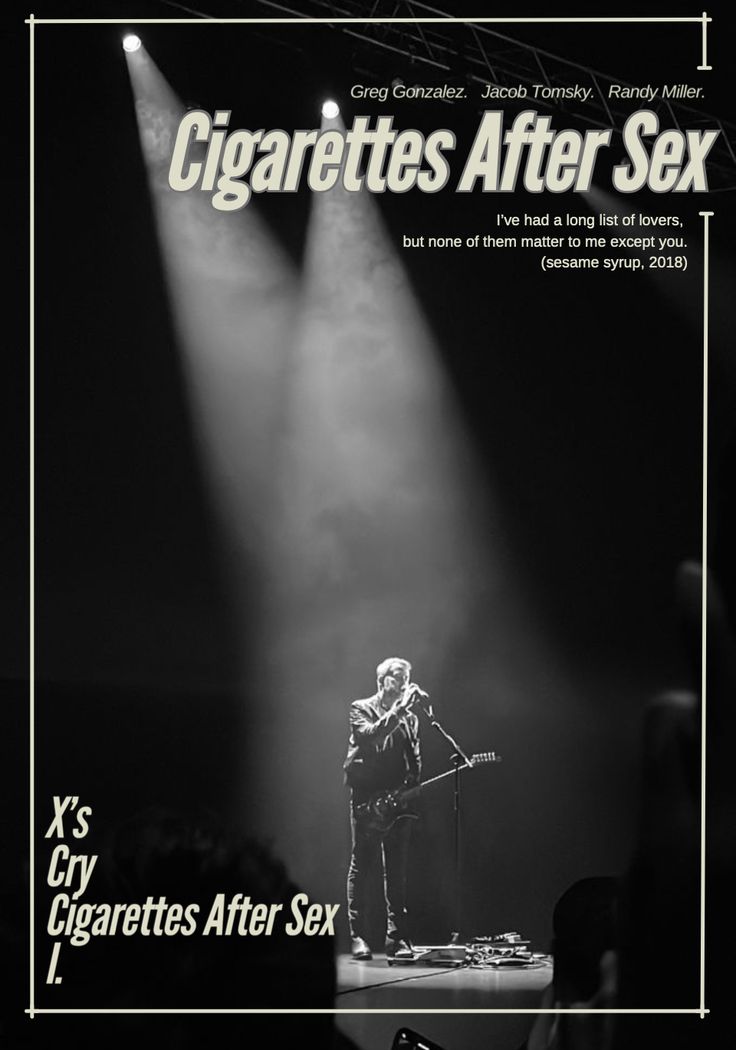 Greg Gonzalez. Jacob Tomsky. Randy Miller.
Cigarettes After Sex
I've had a long list of lovers,
but none of them matter to me except you.
(sesame syrup, 2018)
X's
Cry
Cigarettes After Sex
I.